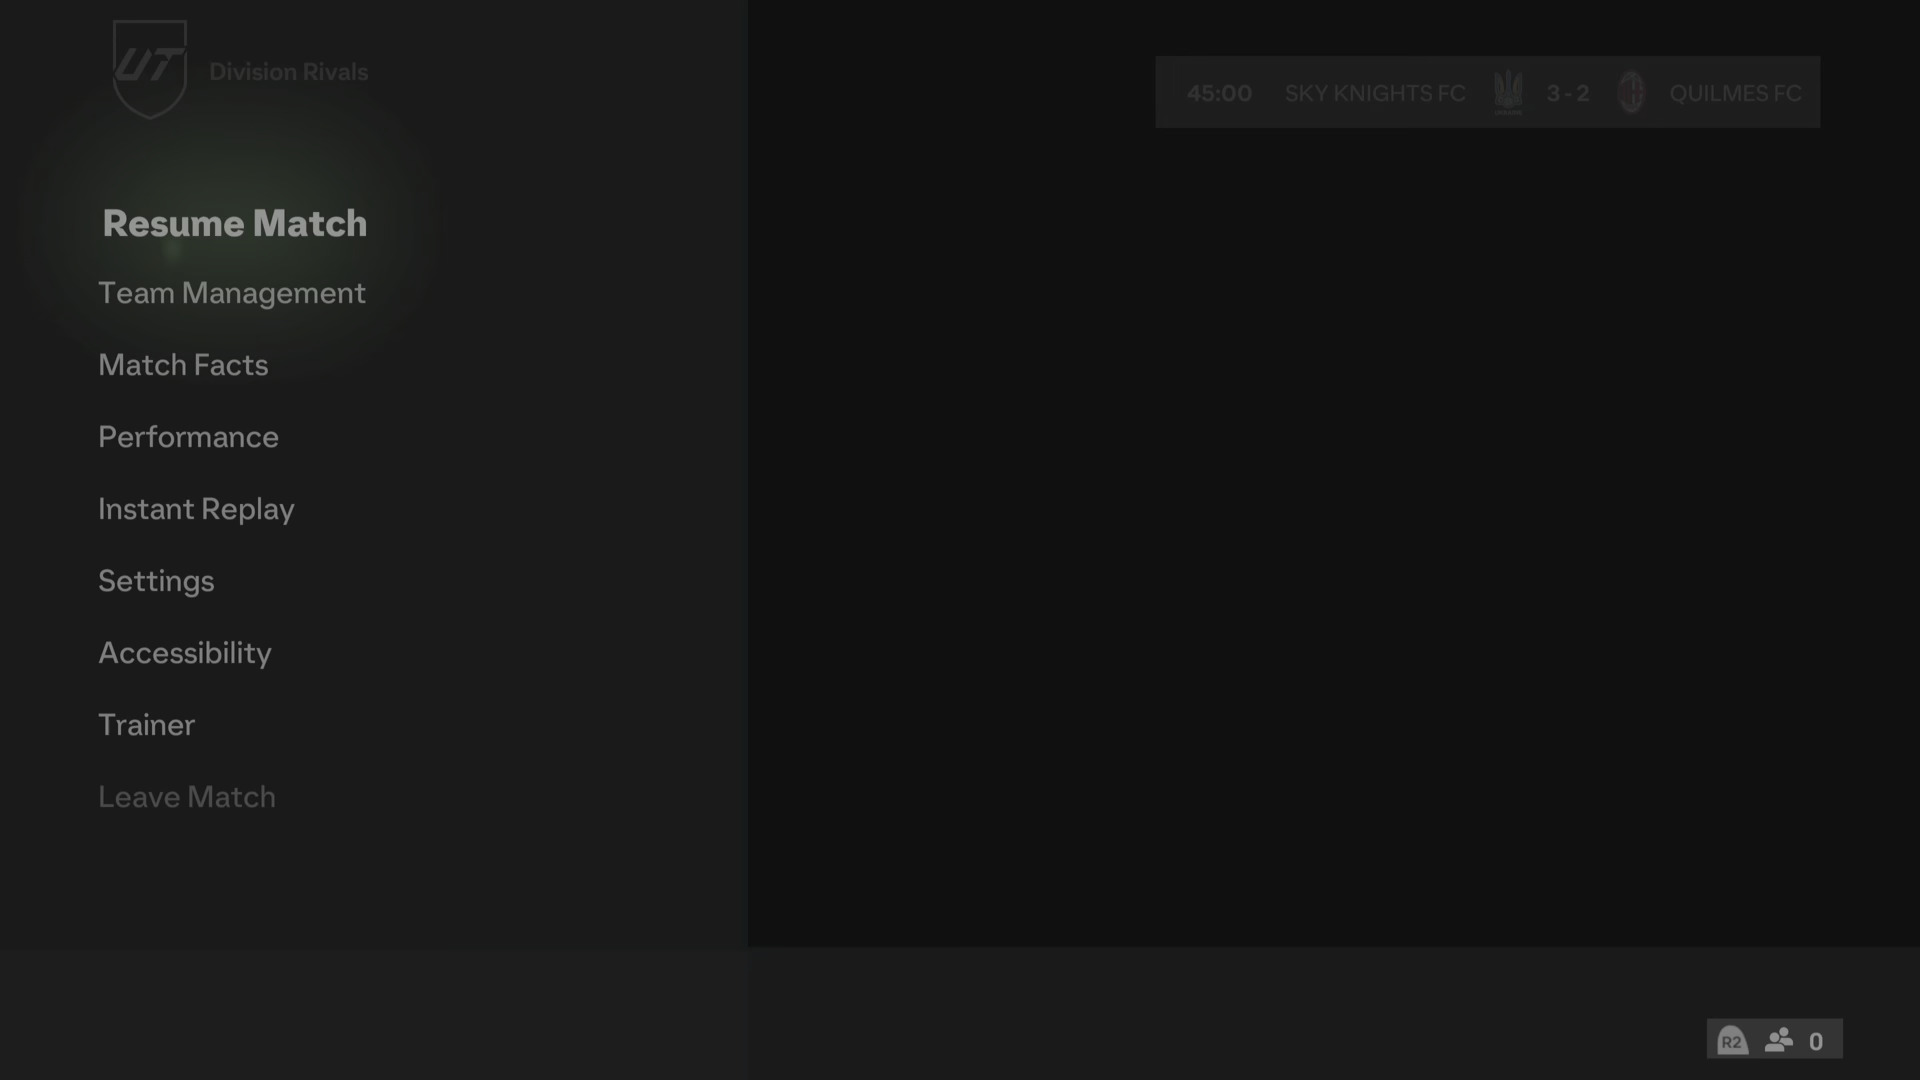 UT
Division Rivals
45:00 SKY KNIGHTS FC 3 - 2 QUILMES FC
Resume Match
Team Management
Match Facts
Performance
Instant Replay
Settings
Accessibility
Trainer
Leave Match
R2 0